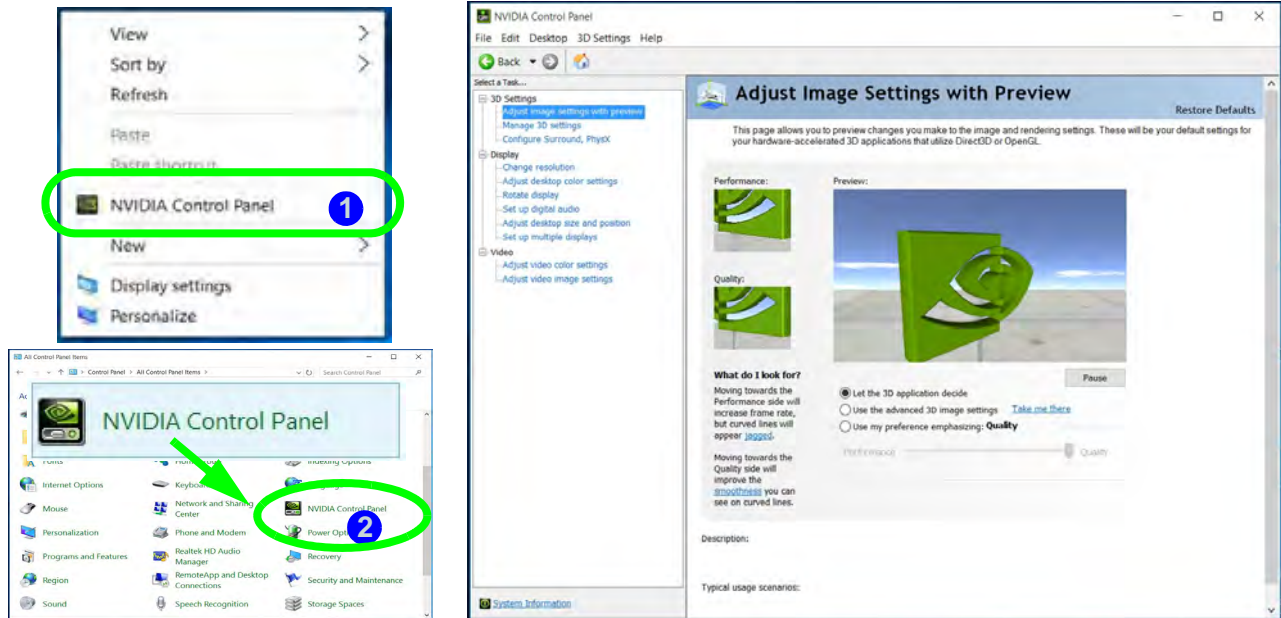 View
Sort by
Refresh
Paste
Paste shortcut
NVIDIA Control Panel
1
New
Display settings
Personalize
All Control Panel Items
Control Panel > All Control Panel Items >
Search Control Panel
NVIDIA Control Panel
Fonts
Indexing Options
Internet Options
Keyboard
Mouse
Network and Sharing
Center
NVIDIA Control Panel
Personalization
Phone and Modem
Power Opt
2
Programs and Features
Realtek HD Audio
Manager
Recovery
Region
RemoteApp and Desktop
Connections
Security and Maintenance
Sound
Speech Recognition
Storage Spaces
NVIDIA Control Panel
File Edit Desktop 3D Settings Help
Back
Select a Task...
3D Settings
Adjust image settings with preview
Manage 3D settings
Configure Surround, PhysX
Display
Change resolution
Adjust desktop color settings
Rotate display
Set up digital audio
Adjust desktop size and position
Set up multiple displays
Video
Adjust video color settings
Adjust video image settings
System Information
Adjust Image Settings with Preview
Restore Defaults
This page allows you to preview changes you make to the image and rendering settings. These will be your default settings for
your hardware-accelerated 3D applications that utilize Direct3D or OpenGL.
Performance:
Preview:
Quality:
What do I look for?
Moving towards the
Performance side will
increase frame rate,
but curved lines will
appear jagged.
Moving towards the
Quality side will
improve the
smoothness you can
see on curved lines.
Pause
Let the 3D application decide
Use the advanced 3D image settings Take me there
Use my preference emphasizing: Quality
Performance
Quality
Description:
Typical usage scenarios: